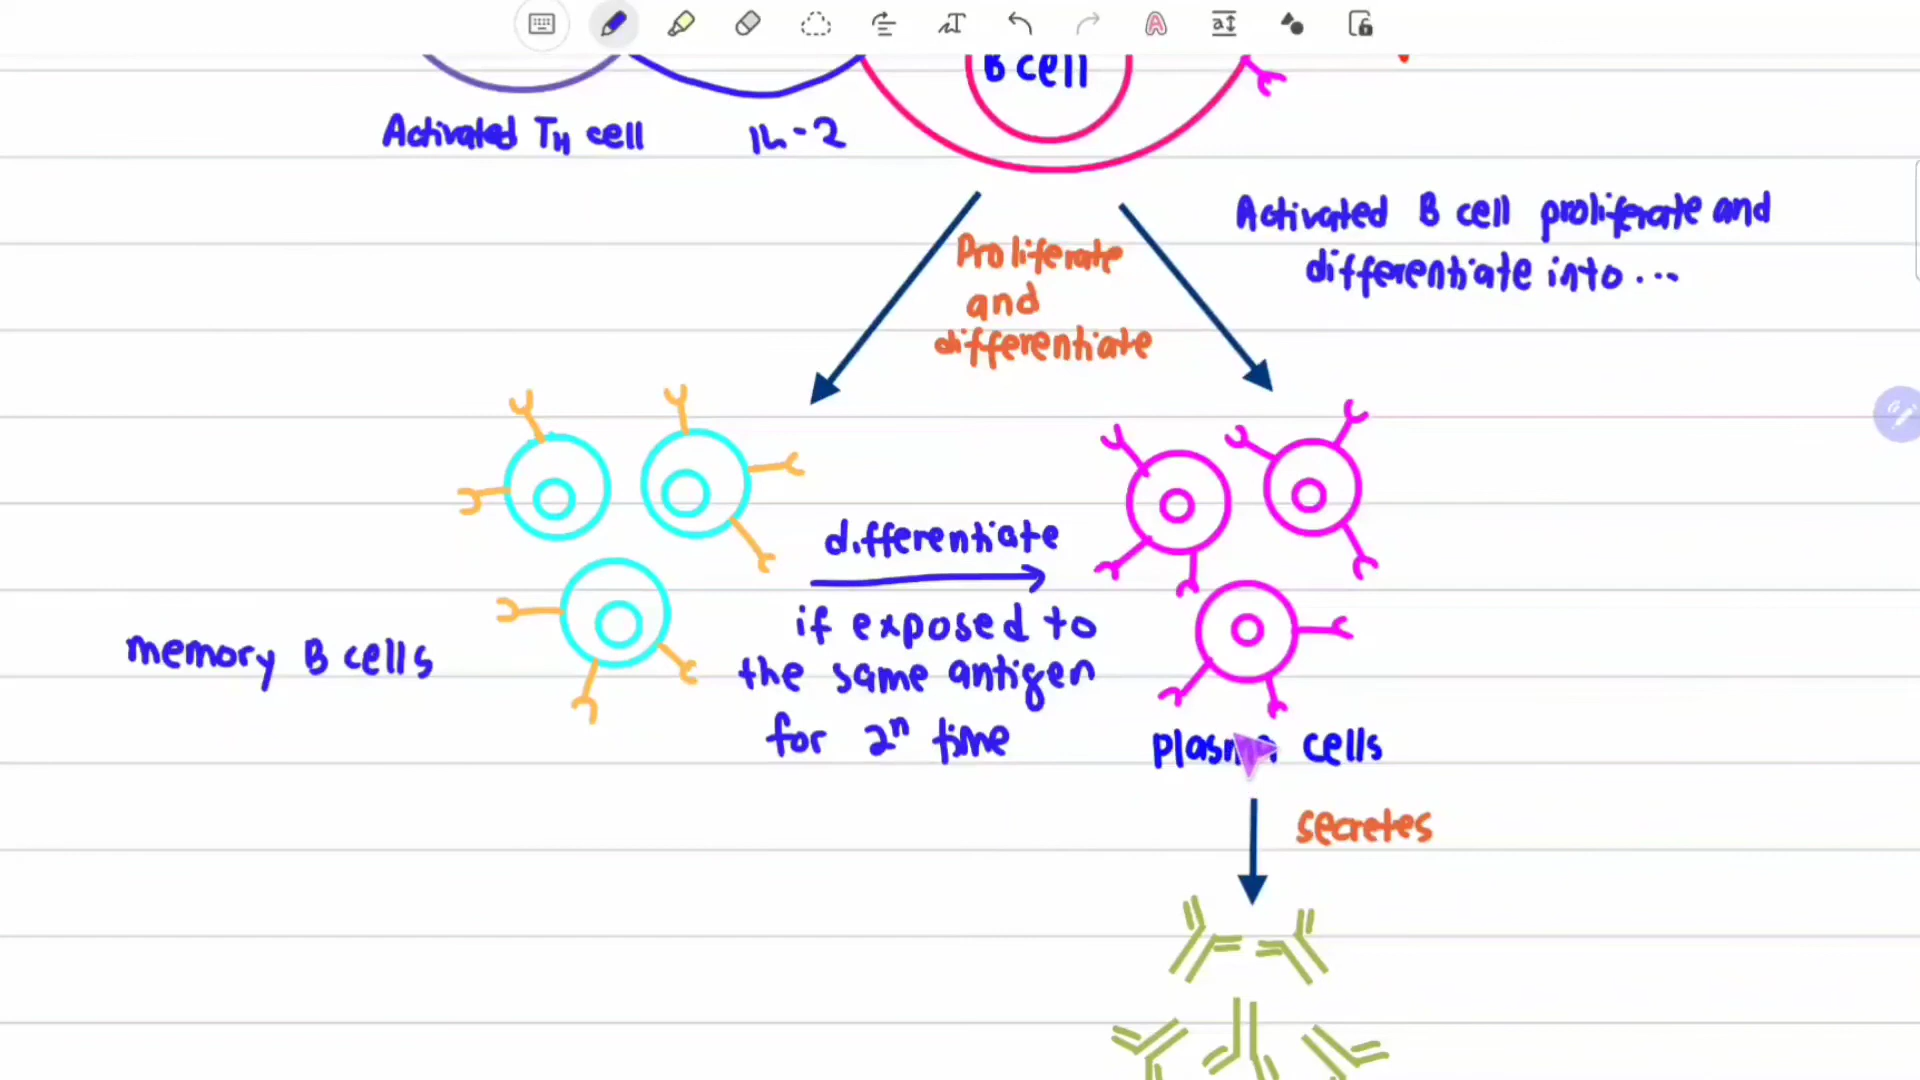 B cell
Activated TH cell
IL-2
Activated B cell proliferate and
differentiate into...
Proliferate
and
differentiate
differentiate
if exposed to
the same antigen
for 2n time
memory B cells
plasma cells
secretes